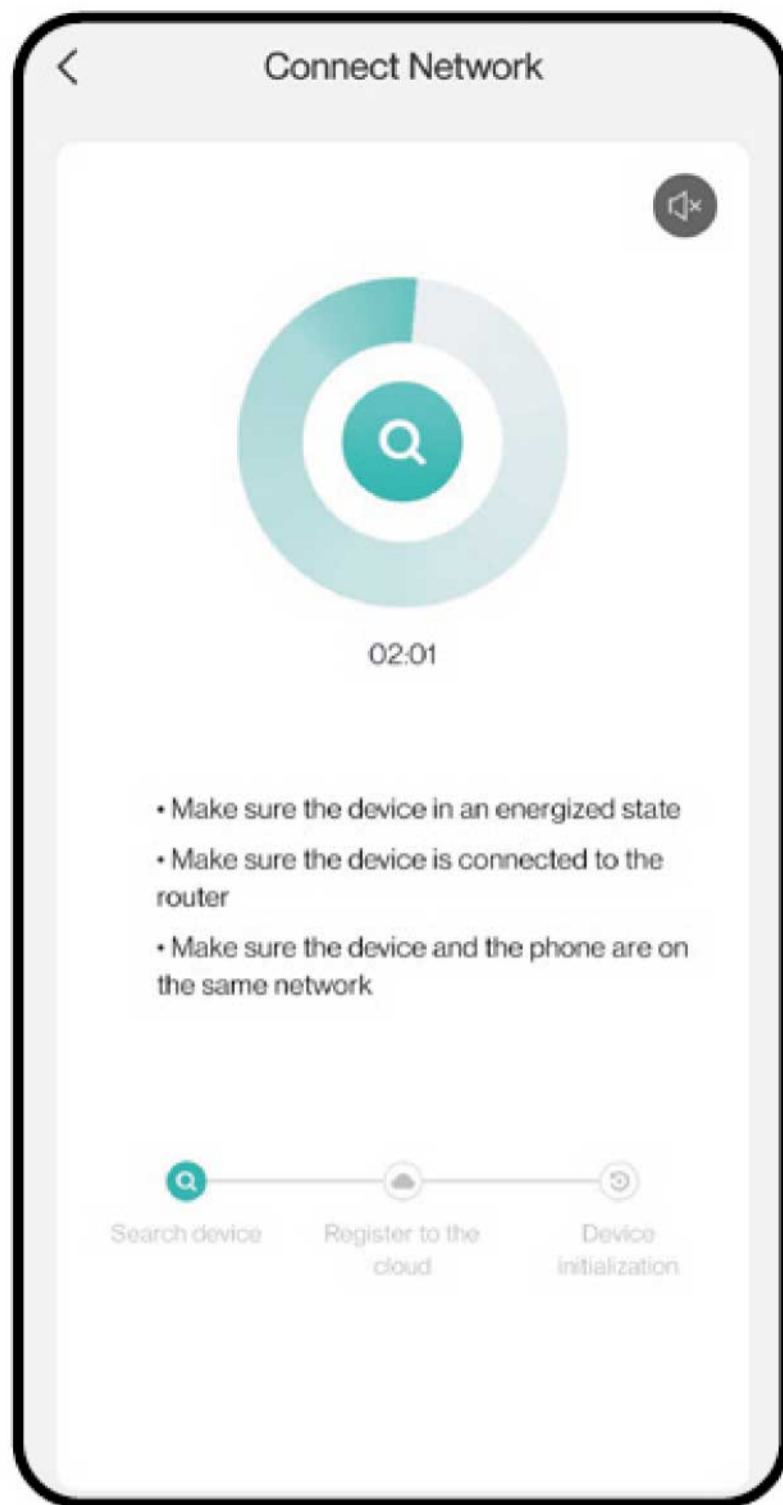 Connect Network
02:01
• Make sure the device in an energized state
• Make sure the device is connected to the
router
• Make sure the device and the phone are on
the same network
Search device
Register to the
cloud
Device
initialization